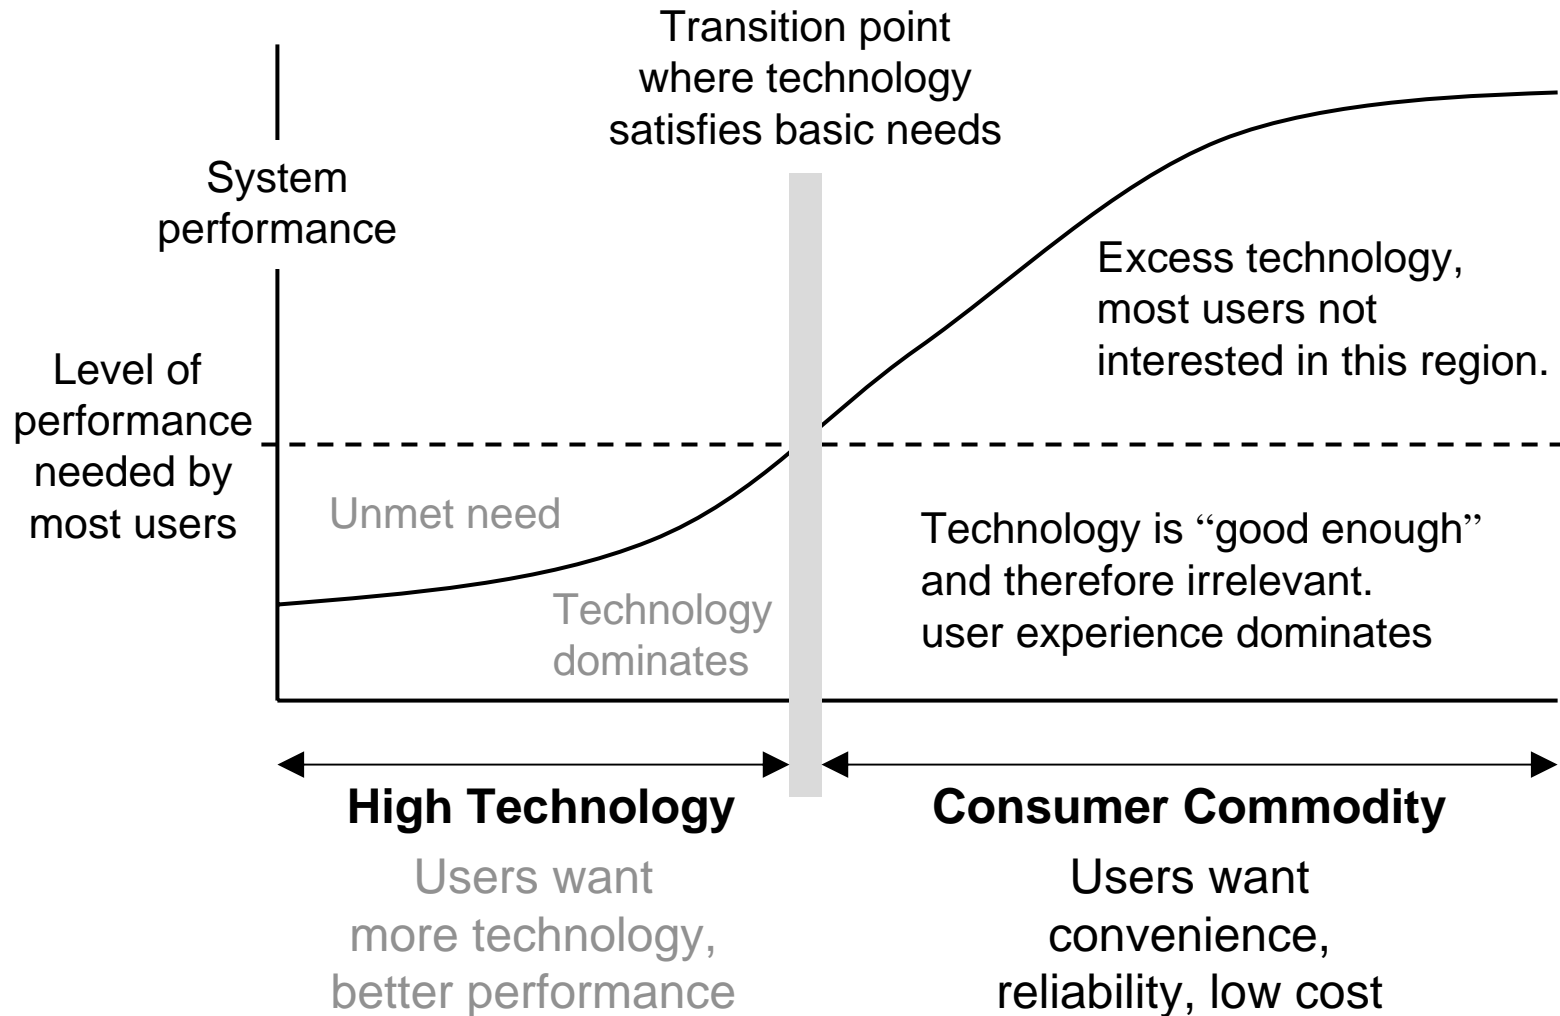 Transition point
where technology
satisfies basic needs
System
performance
Level of
performance
needed by
most users
Excess technology,
most users not
interested in this region.
Unmet need
Technology
dominates
Technology is “good enough”
and therefore irrelevant.
user experience dominates
High Technology
Users want
more technology,
better performance
Consumer Commodity
Users want
convenience,
reliability, low cost